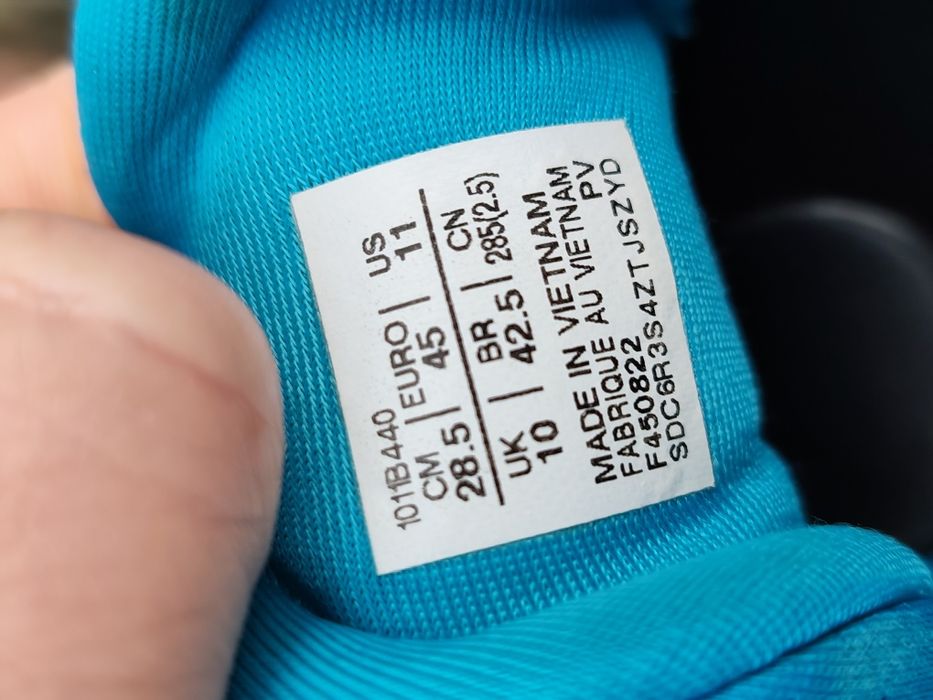 1011B440
CM | EURO | US
28.5 | 45 11
UK | BR | CN
10 42.5 285(2.5)
MADE IN VIETNAM
FABRIQUE AU VIETNAM
F450822 PV
SDC6R3S4ZTJSZYD